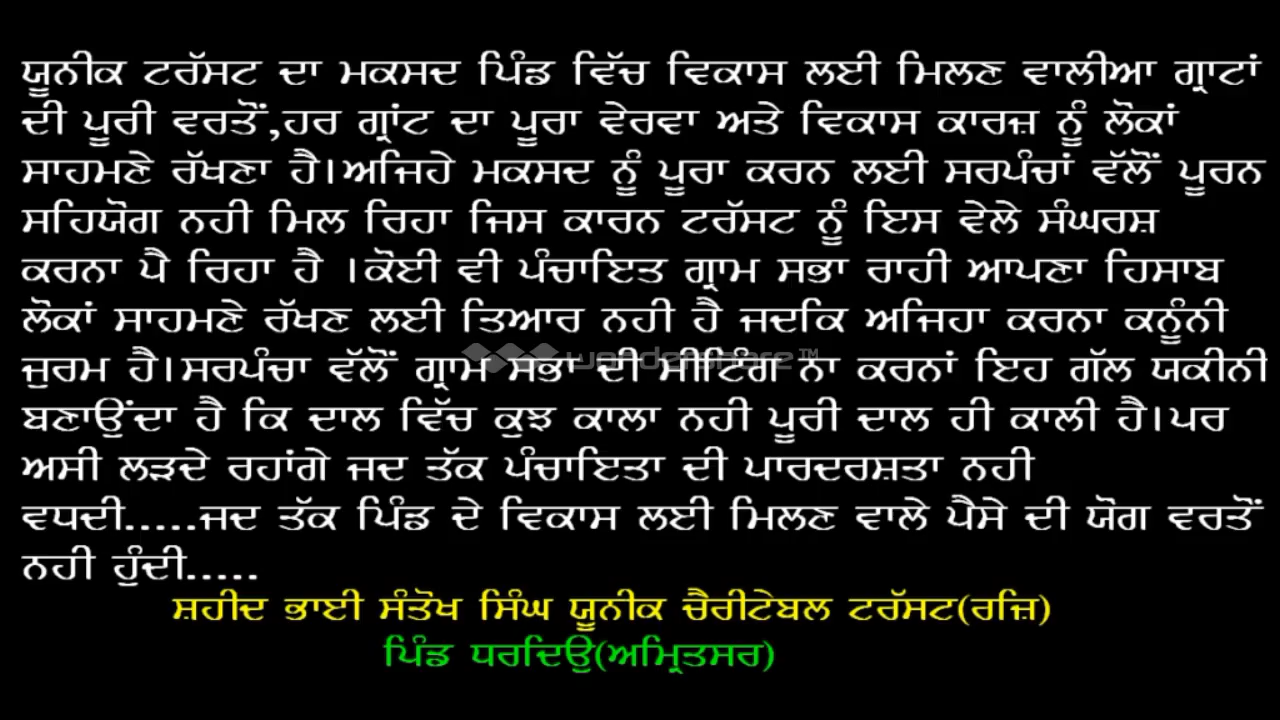 ਯੂਨੀਕ ਟਰੱਸਟ ਦਾ ਮਕਸਦ ਪਿੰਡ ਵਿੱਚ ਵਿਕਾਸ ਲਈ ਮਿਲਣ ਵਾਲੀਆ ਗ੍ਰਾਟਾਂ
ਦੀ ਪੂਰੀ ਵਰਤੋਂ,ਹਰ ਗ੍ਰਾਂਟ ਦਾ ਪੂਰਾ ਵੇਰਵਾ ਅਤੇ ਵਿਕਾਸ ਕਾਰਜ਼ ਨੂੰ ਲੋਕਾਂ
ਸਾਹਮਣੇ ਰੱਖਣਾ ਹੈ।ਅਜਿਹੇ ਮਕਸਦ ਨੂੰ ਪੂਰਾ ਕਰਨ ਲਈ ਸਰਪੰਚਾਂ ਵੱਲੋਂ ਪੂਰਨ
ਸਹਿਯੋਗ ਨਹੀ ਮਿਲ ਰਿਹਾ ਜਿਸ ਕਾਰਨ ਟਰੱਸਟ ਨੂੰ ਇਸ ਵੇਲੇ ਸੰਘਰਸ਼
ਕਰਨਾ ਪੈ ਰਿਹਾ ਹੈ ।ਕੋਈ ਵੀ ਪੰਚਾਇਤ ਗ੍ਰਾਮ ਸਭਾ ਰਾਹੀ ਆਪਣਾ ਹਿਸਾਬ
ਲੋਕਾਂ ਸਾਹਮਣੇ ਰੱਖਣ ਲਈ ਤਿਆਰ ਨਹੀ ਹੈ ਜਦਕਿ ਅਜਿਹਾ ਕਰਨਾ ਕਨੂੰਨੀ
ਜੁਰਮ ਹੈ।ਸਰਪੰਚਾ ਵੱਲੋਂ ਗ੍ਰਾਮ ਸਭਾ ਦੀ ਮੀਟਿੰਗ ਨਾ ਕਰਨਾਂ ਇਹ ਗੱਲ ਯਕੀਨੀ
wondershare™
ਬਣਾਉਂਦਾ ਹੈ ਕਿ ਦਾਲ ਵਿੱਚ ਕੁਝ ਕਾਲਾ ਨਹੀ ਪੂਰੀ ਦਾਲ ਹੀ ਕਾਲੀ ਹੈ।ਪਰ
ਅਸੀ ਲੜਦੇ ਰਹਾਂਗੇ ਜਦ ਤੱਕ ਪੰਚਾਇਤਾ ਦੀ ਪਾਰਦਰਸ਼ਤਾ ਨਹੀ
ਵਧਦੀ.....ਜਦ ਤੱਕ ਪਿੰਡ ਦੇ ਵਿਕਾਸ ਲਈ ਮਿਲਣ ਵਾਲੇ ਪੈਸੇ ਦੀ ਯੋਗ ਵਰਤੋਂ
ਨਹੀ ਹੁੰਦੀ.....
ਸ਼ਹੀਦ ਭਾਈ ਸੰਤੋਖ ਸਿੰਘ ਯੂਨੀਕ ਚੈਰੀਟੇਬਲ ਟਰੱਸਟ(ਰਜਿ)
ਪਿੰਡ ਧਰਦਿਉ(ਅਮ੍ਰਿਤਸਰ)